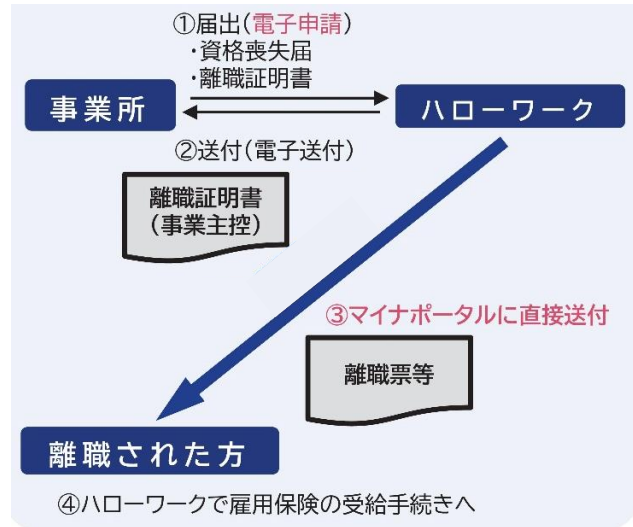 ①届出(電子申請)
・資格喪失届
・離職証明書
事業所
ハローワーク
②送付(電子送付)
離職証明書
(事業主控)
③マイナポータルに直接送付
離職票等
離職された方
④ハローワークで雇用保険の受給手続きへ